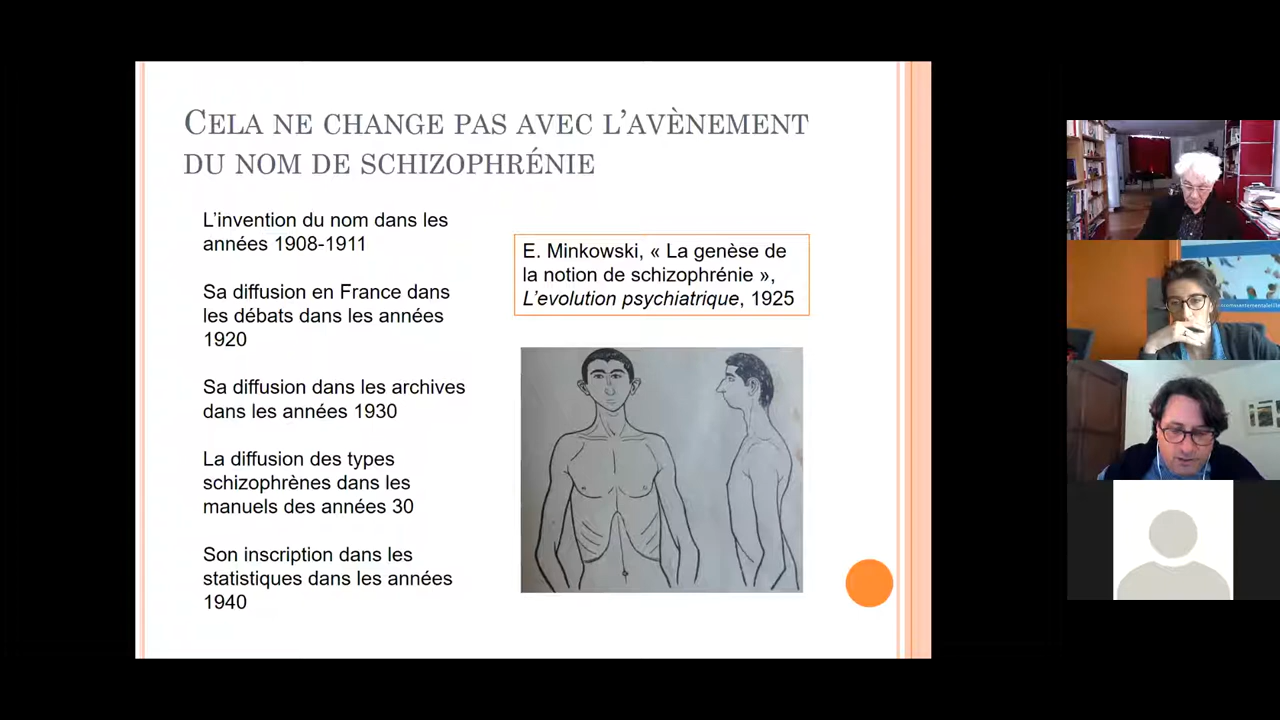 CELA NE CHANGE PAS AVEC L'AVÈNEMENT
DU NOM DE SCHIZOPHRÉNIE
L'invention du nom dans les
années 1908-1911
Sa diffusion en France dans
les débats dans les années
1920
Sa diffusion dans les archives
dans les années 1930
La diffusion des types
schizophrènes dans les
manuels des années 30
Son inscription dans les
statistiques dans les années
1940
E. Minkowski, « La genèse de
la notion de schizophrénie »,
L'evolution psychiatrique, 1925